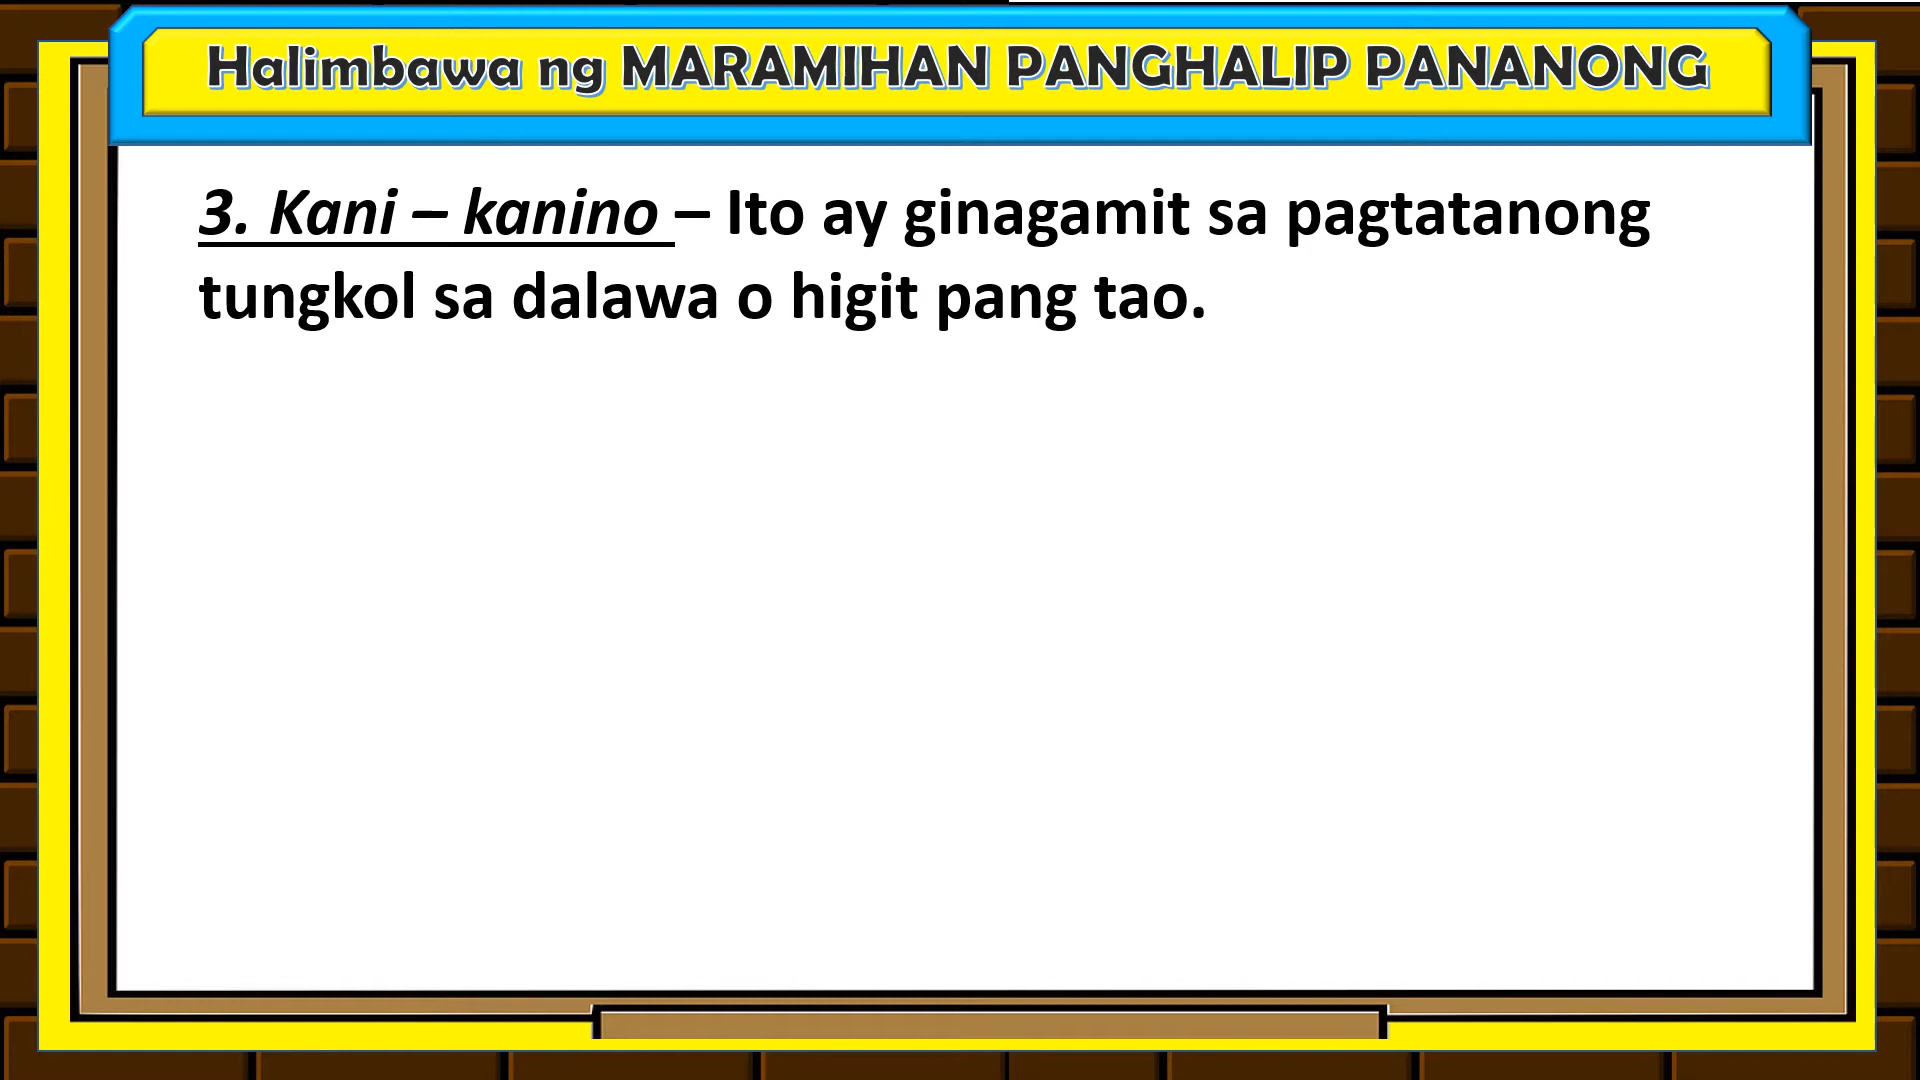 Halimbawa ng MARAMIHAN PANGHALIP PANANONG
3. Kani – kanino – Ito ay ginagamit sa pagtatanong
tungkol sa dalawa o higit pang tao.